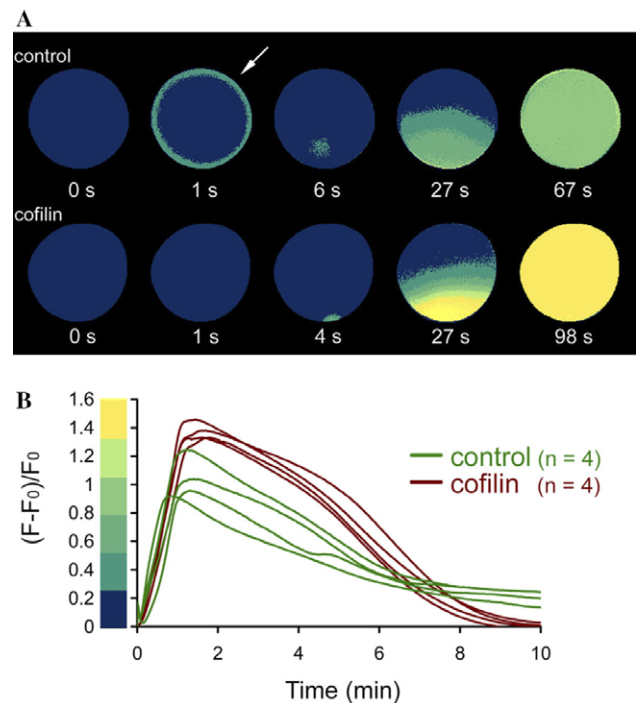 A
control
0 s 1 s 6 s 27 s 67 s
cofilin
0 s 1 s 4 s 27 s 98 s
B
(F-F₀)/F₀
1.6
1.4
1.2
1
0.8
0.6
0.4
0.2
0
control (n = 4)
cofilin (n = 4)
0 2 4 6 8 10
Time (min)